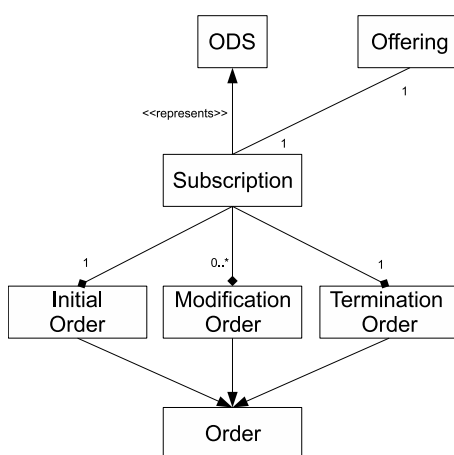 ODS
Offering
<<represents>>
1
1
Subscription
1
0..*
1
Initial
Order
Modification
Order
Termination
Order
Order